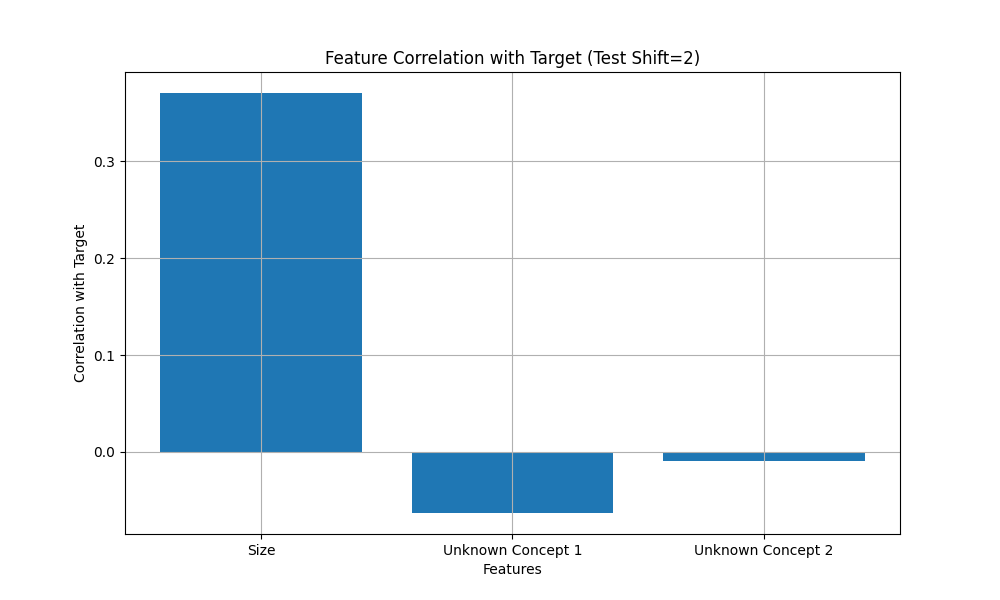 Feature Correlation with Target (Test Shift=2)
Correlation with Target
0.3
0.2
0.1
0.0
Size
Unknown Concept 1
Unknown Concept 2
Features